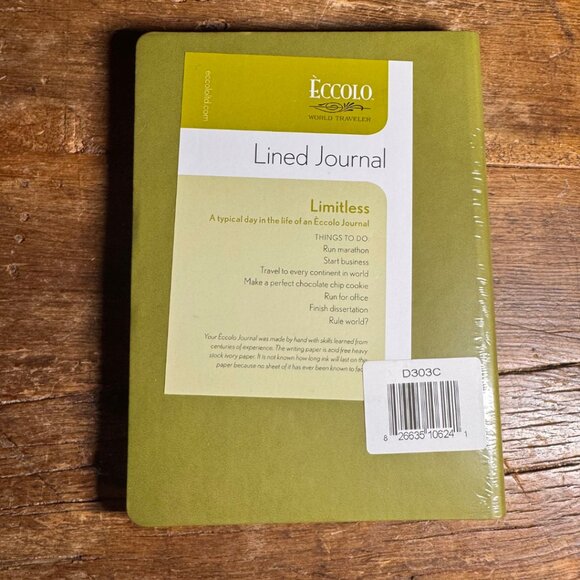 eccololtd.com
ÈCCOLO
WORLD TRAVELER
Lined Journal
Limitless
A typical day in the life of an Èccolo Journal
THINGS TO DO:
Run marathon
Start business
Travel to every continent in world
Make a perfect chocolate chip cookie
Run for office
Finish dissertation
Rule world?
Your Èccolo Journal was made by hand with skills learned from
centuries of experience. The writing paper is acid free heavy
stock ivory paper. It is not known how long ink will last on the
paper because no sheet of it has ever been known to
D303C
8 26635 10624 1